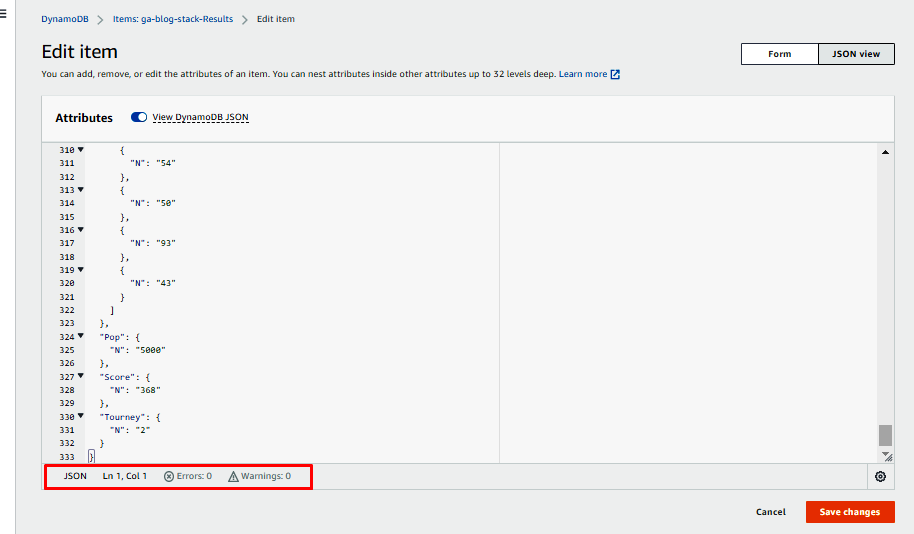 DynamoDB > Items: ga-blog-stack-Results > Edit item
Edit item
Form JSON view
You can add, remove, or edit the attributes of an item. You can nest attributes inside other attributes up to 32 levels deep. Learn more
Attributes View DynamoDB JSON
310 {
311 "N": "54"
312 },
313 {
314 "N": "50"
315 },
316 {
317 "N": "93"
318 },
319 {
320 "N": "43"
321 }
322 ]
323 },
324 "Pop": {
325 "N": "5000"
326 },
327 "Score": {
328 "N": "368"
329 },
330 "Tourney": {
331 "N": "2"
332 }
333 }
JSON Ln 1, Col 1 Errors: 0 Warnings: 0
Cancel Save changes